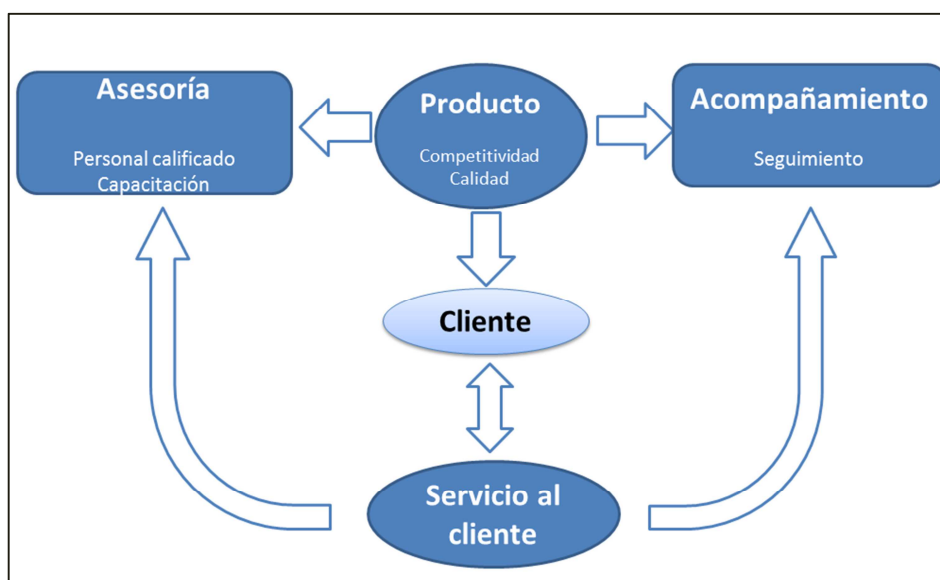 Asesoría
Personal calificado
Capacitación
Producto
Competitividad
Calidad
Acompañamiento
Seguimiento
Cliente
Servicio al
cliente